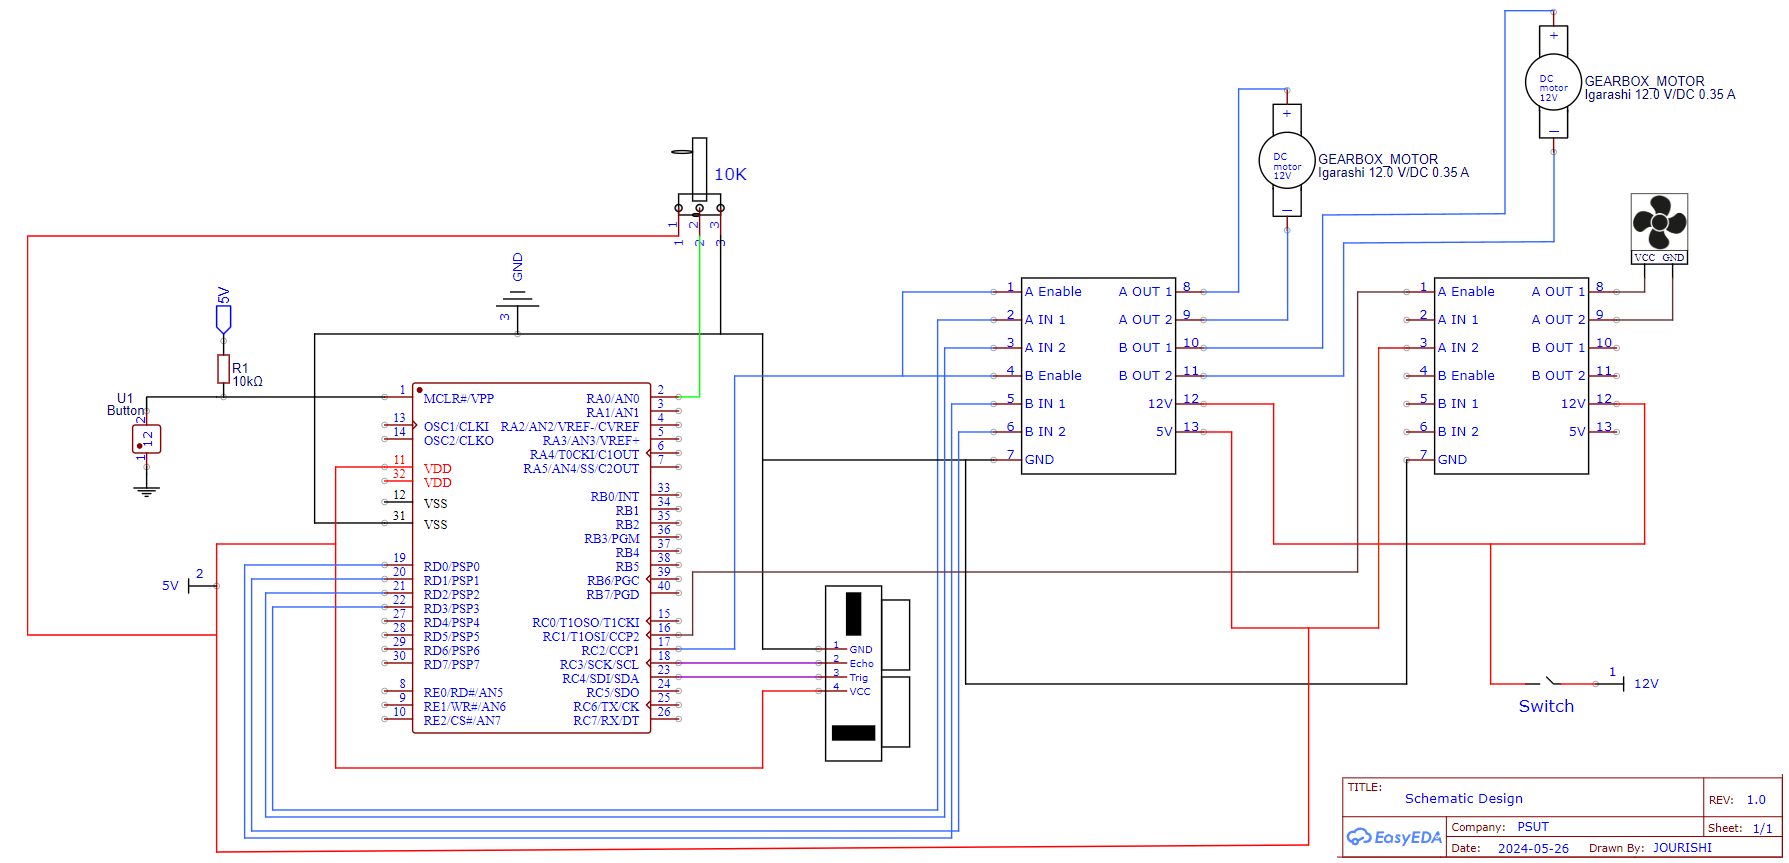 GEARBOX_MOTOR
Igarashi 12.0 V/DC 0.35 A
+
DC
motor
12V
—
GEARBOX_MOTOR
Igarashi 12.0 V/DC 0.35 A
+
DC
motor
12V
—
VCC GND
10K
1 2 3
1 2 3
GND
3
5V
R1
10kΩ
U1
Button
2
12
1
1 MCLR#/VPP
13 OSC1/CLKI
14 OSC2/CLKO
11 VDD
32 VDD
12 VSS
31 VSS
19 RD0/PSP0
20 RD1/PSP1
21 RD2/PSP2
22 RD3/PSP3
27 RD4/PSP4
28 RD5/PSP5
29 RD6/PSP6
30 RD7/PSP7
8 RE0/RD#/AN5
9 RE1/WR#/AN6
10 RE2/CS#/AN7
RA0/AN0 2
RA1/AN1 3
RA2/AN2/VREF-/CVREF 4
RA3/AN3/VREF+ 5
RA4/T0CKI/C1OUT 6
RA5/AN4/SS/C2OUT 7
RB0/INT 33
RB1 34
RB2 35
RB3/PGM 36
RB4 37
RB5 38
RB6/PGC 39
RB7/PGD 40
RC0/T1OSO/T1CKI 15
RC1/T1OSI/CCP2 16
RC2/CCP1 17
RC3/SCK/SCL 18
RC4/SDI/SDA 23
RC5/SDO 24
RC6/TX/CK 25
RC7/RX/DT 26
5V 2
1 GND
2 Echo
3 Trig
4 VCC
1 A Enable A OUT 1 8
2 A IN 1 A OUT 2 9
3 A IN 2 B OUT 1 10
4 B Enable B OUT 2 11
5 B IN 1 12V 12
6 B IN 2 5V 13
7 GND
1 A Enable A OUT 1 8
2 A IN 1 A OUT 2 9
3 A IN 2 B OUT 1 10
4 B Enable B OUT 2 11
5 B IN 1 12V 12
6 B IN 2 5V 13
7 GND
1 12V
Switch
TITLE:
Schematic Design
REV: 1.0
EasyEDA
Company: PSUT
Sheet: 1/1
Date: 2024-05-26 Drawn By: JOURISHI